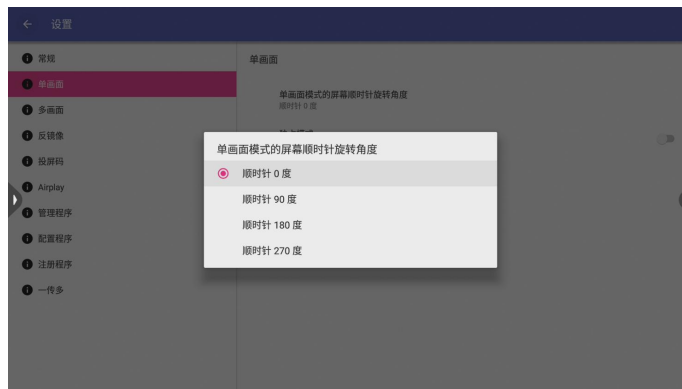 设置
常规
单画面
多画面
反镜像
投屏码
Airplay
管理程序
配置程序
注册程序
一传多
单画面
单画面模式的屏幕顺时针旋转角度
顺时针 0 度
单画面模式的屏幕顺时针旋转角度
顺时针 0 度
顺时针 90 度
顺时针 180 度
顺时针 270 度